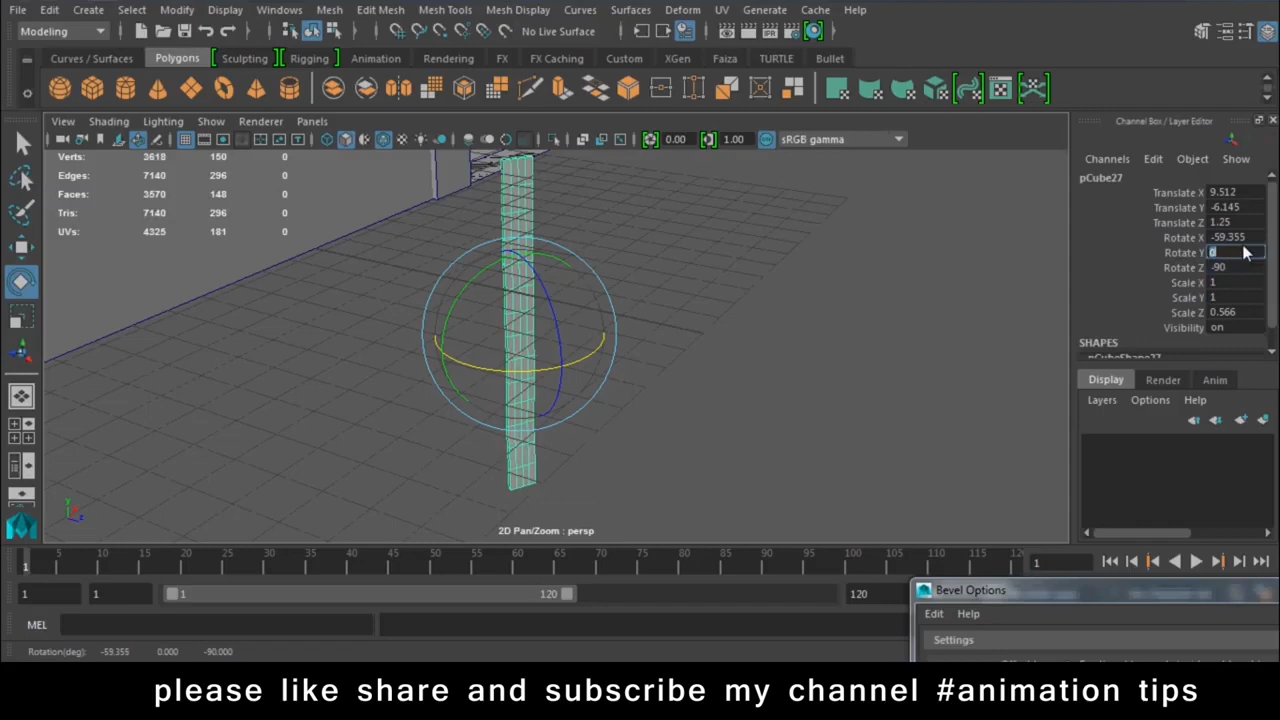 File Edit Create Select Modify Display Windows Mesh Edit Mesh Mesh Tools Mesh Display Curves Surfaces Deform UV Generate Cache Help
Modeling No Live Surface
Curves / Surfaces Polygons Sculpting Rigging Animation Rendering FX FX Caching Custom XGen Faiza TURTLE Bullet
View Shading Lighting Show Renderer Panels
Channel Box / Layer Editor
0.00 1.00 sRGB gamma
Verts: 3618 150 0
Edges: 7140 296 0
Faces: 3570 148 0
Tris: 7140 296 0
UVs: 4325 181 0
Channels Edit Object Show
pCube27
Translate X 9.512
Translate Y -6.145
Translate Z 1.25
Rotate X -59.355
Rotate Y 0
Rotate Z -90
Scale X 1
Scale Y 1
Scale Z 0.566
Visibility on
SHAPES
pCubeShape27
Display Render Anim
Layers Options Help
2D Pan/Zoom : persp
5 10 15 20 25 30 35 40 45 50 55 60 65 70 75 80 85 90 95 100 105 110 115 12
1 1
1 1 1 120 120
Bevel Options
Edit Help
Settings
MEL
Rotation(deg): -59.355 0.000 -90.000
please like share and subscribe my channel #animation tips